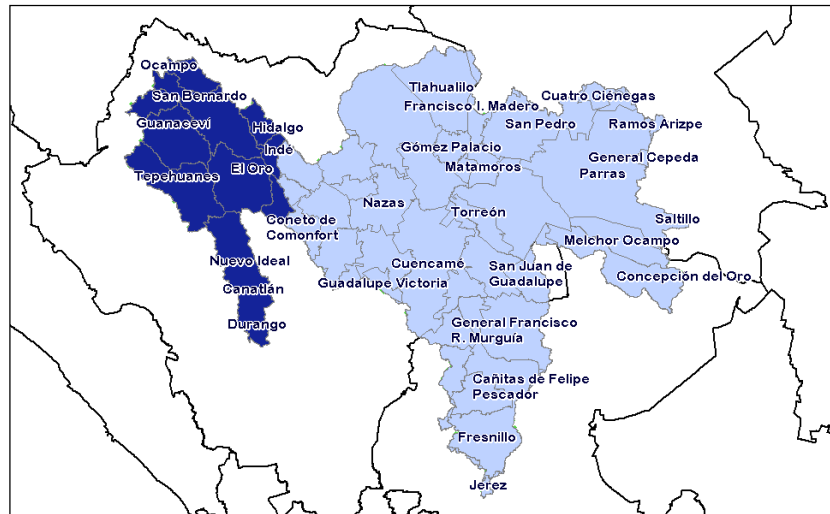 Ocampo
Tlahualilo
San Bernardo
Cuatro Ciénegas
Francisco I. Madero
Guanaceví
Hidalgo
San Pedro
Ramos Arizpe
Indé
Gómez Palacio
General Cepeda
Tepehuanes
El Oro
Matamoros
Parras
Nazas
Torreón
Coneto de
Comonfort
Saltillo
Melchor Ocampo
Nuevo Ideal
Cuencamé
San Juan de
Guadalupe
Concepción del Oro
Canatlán
Guadalupe Victoria
Durango
General Francisco
R. Murguía
Cañitas de Felipe
Pescador
Fresnillo
Jerez